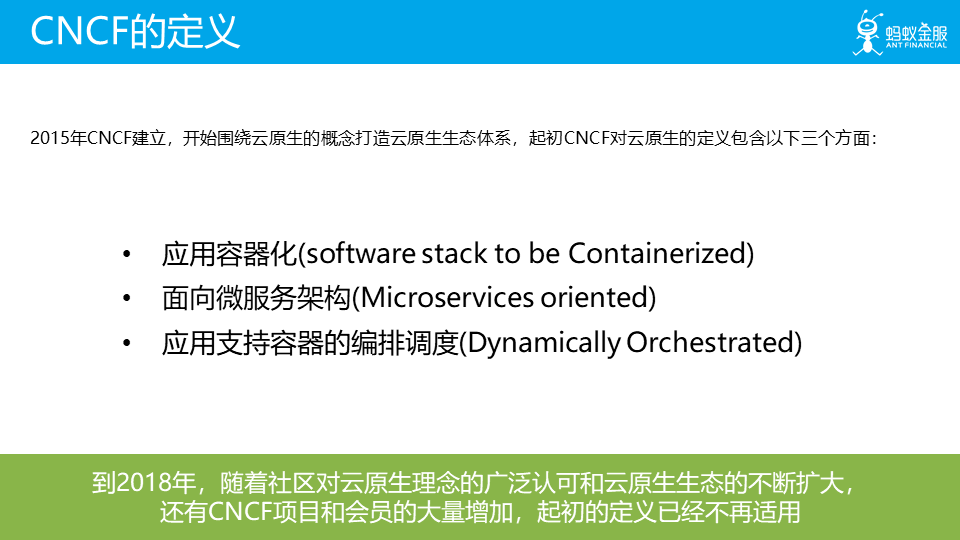 CNCF的定义
蚂蚁金服
ANT FINANCIAL
2015年CNCF建立，开始围绕云原生的概念打造云原生生态体系，起初CNCF对云原生的定义包含以下三个方面：
• 应用容器化(software stack to be Containerized)
• 面向微服务架构(Microservices oriented)
• 应用支持容器的编排调度(Dynamically Orchestrated)
到2018年，随着社区对云原生理念的广泛认可和云原生生态的不断扩大，
还有CNCF项目和会员的大量增加，起初的定义已经不再适用